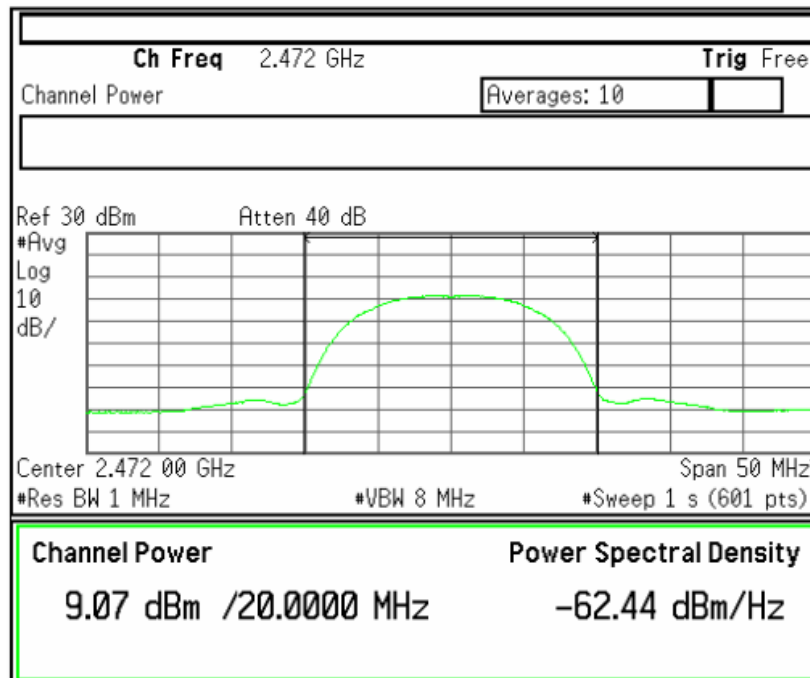 Ch Freq 2.472 GHz Trig Free
Channel Power Averages: 10
Ref 30 dBm Atten 40 dB
#Avg
Log
10
dB/
Center 2.472 00 GHz Span 50 MHz
#Res BW 1 MHz #VBW 8 MHz #Sweep 1 s (601 pts)
Channel Power Power Spectral Density
9.07 dBm /20.0000 MHz -62.44 dBm/Hz